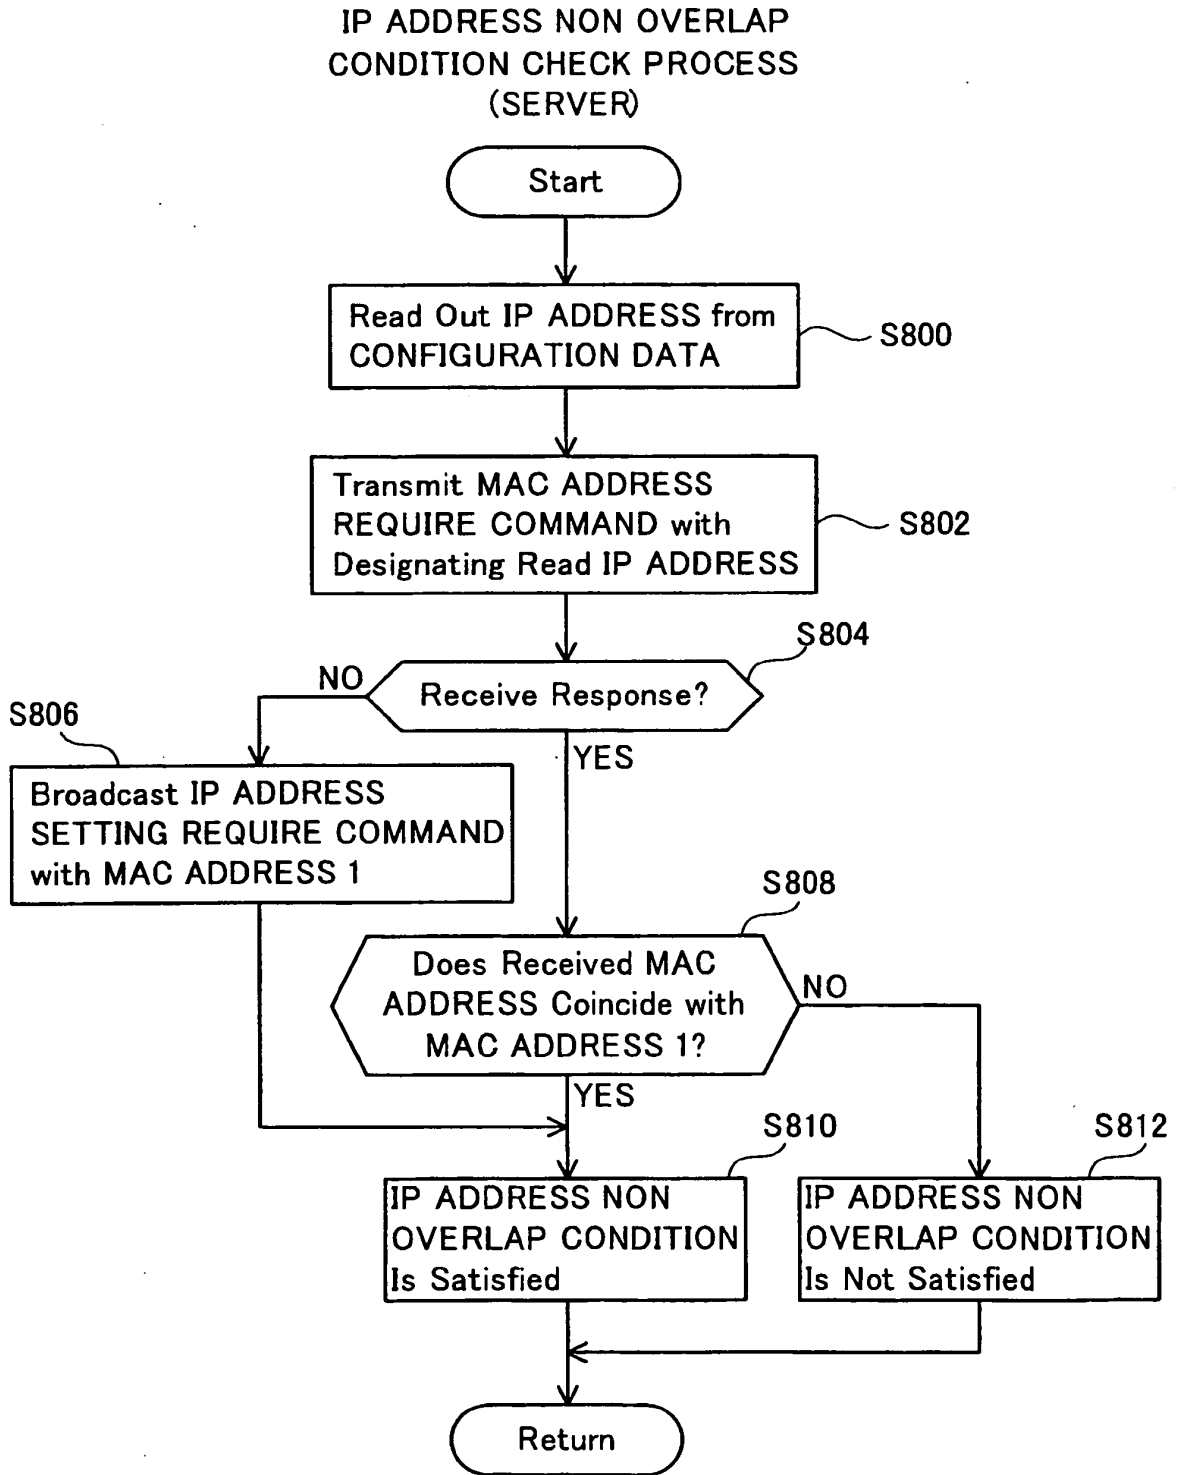 IP ADDRESS NON OVERLAP
CONDITION CHECK PROCESS
(SERVER)
Start
Read Out IP ADDRESS from
CONFIGURATION DATA
S800
Transmit MAC ADDRESS
REQUIRE COMMAND with
Designating Read IP ADDRESS
S802
S804
NO
Receive Response?
S806
YES
Broadcast IP ADDRESS
SETTING REQUIRE COMMAND
with MAC ADDRESS 1
S808
Does Received MAC
ADDRESS Coincide with
MAC ADDRESS 1?
NO
YES
S810
S812
IP ADDRESS NON
OVERLAP CONDITION
Is Satisfied
IP ADDRESS NON
OVERLAP CONDITION
Is Not Satisfied
Return